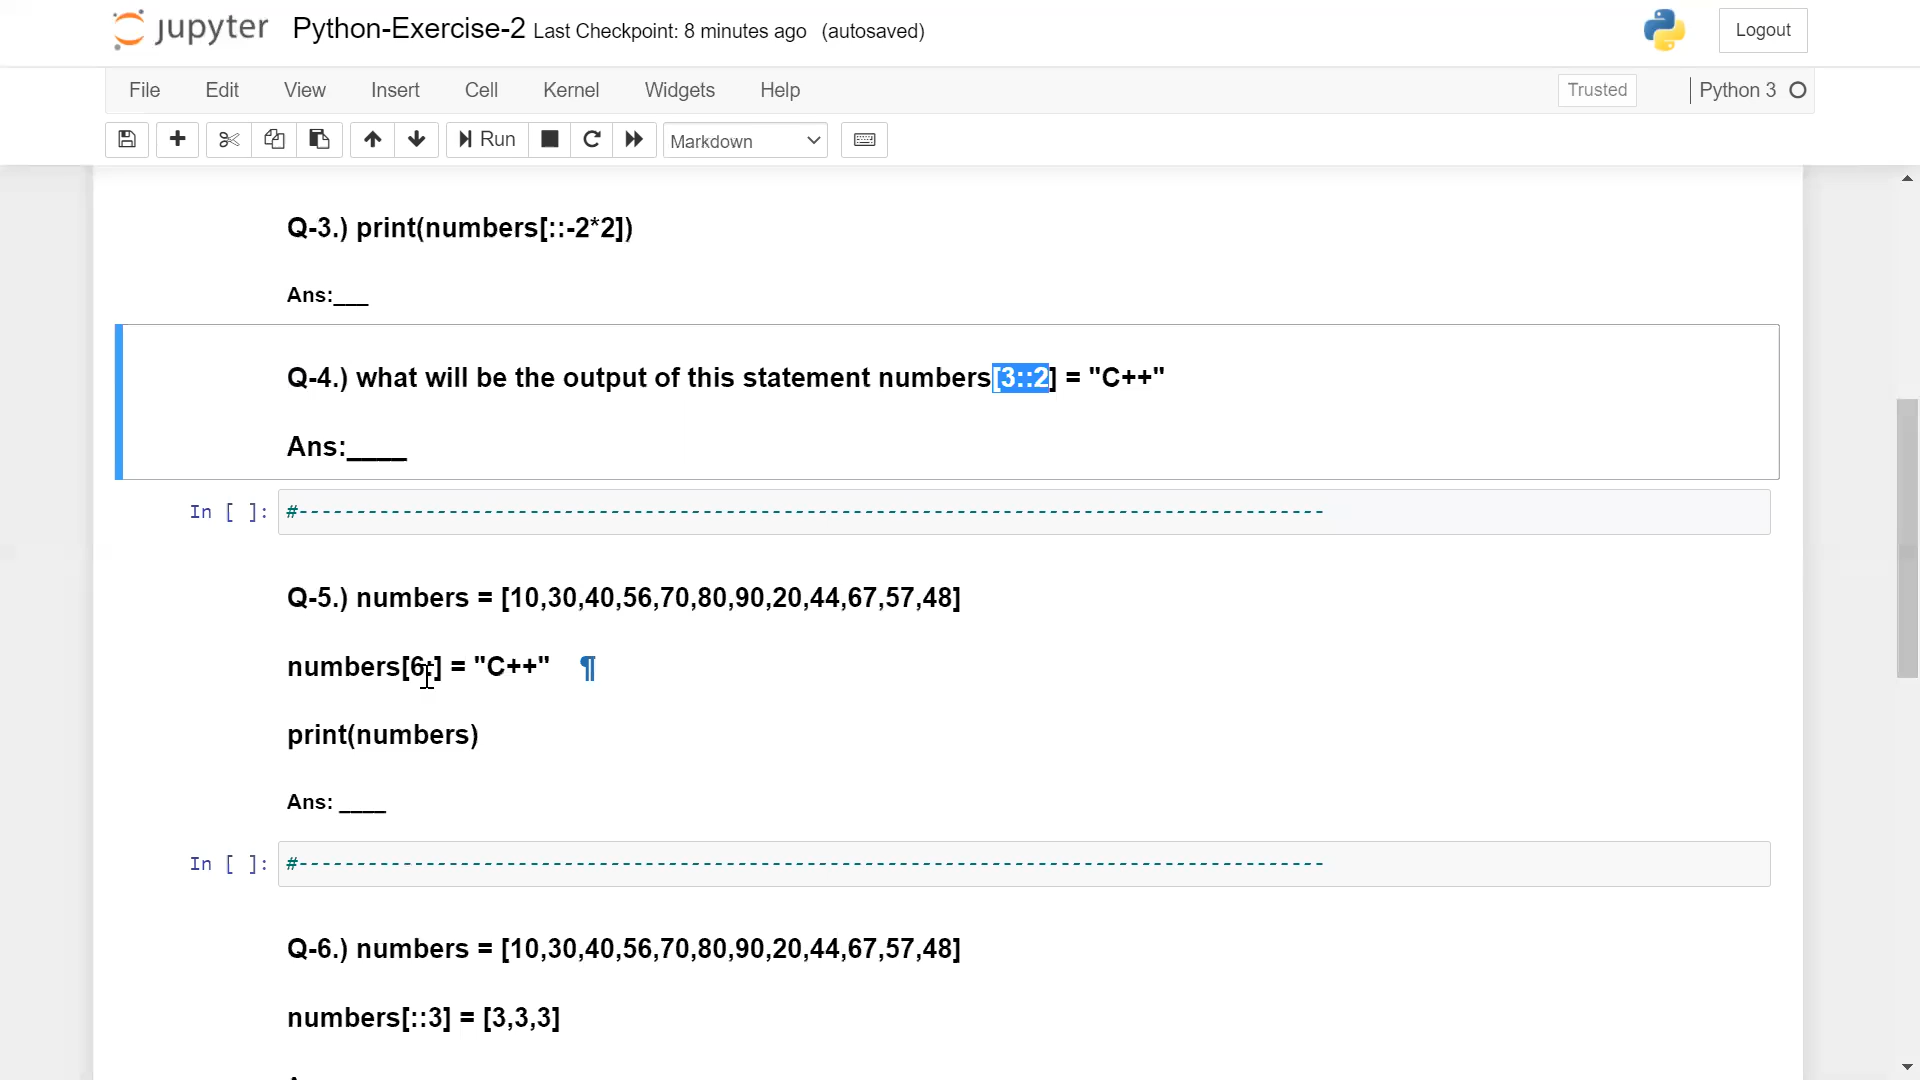 jupyter Python-Exercise-2 Last Checkpoint: 8 minutes ago (autosaved) Logout
File Edit View Insert Cell Kernel Widgets Help Trusted Python 3
Run Markdown
Q-3.) print(numbers[::-2*2])
Ans:___
Q-4.) what will be the output of this statement numbers[3::2] = "C++"
Ans:____
In [ ]: #-----------------------------------------------------------------------------------------
Q-5.) numbers = [10,30,40,56,70,80,90,20,44,67,57,48]
numbers[6:] = "C++" ¶
print(numbers)
Ans: ____
In [ ]: #-----------------------------------------------------------------------------------------
Q-6.) numbers = [10,30,40,56,70,80,90,20,44,67,57,48]
numbers[::3] = [3,3,3]